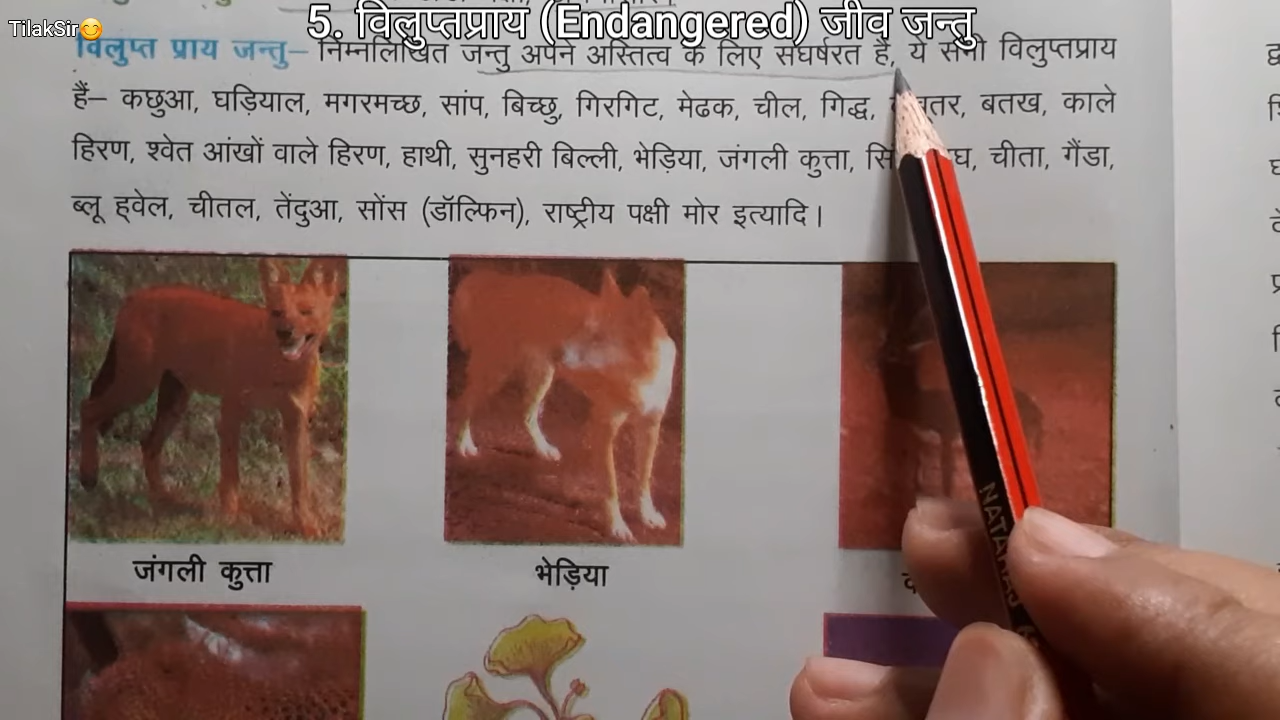 TilakSir😊
5. विलुप्तप्राय (Endangered) जीव जन्तु
विलुप्त प्राय जन्तु– निम्नलिखित जन्तु अपने अस्तित्व के लिए संघर्षरत है, ये सभी विलुप्तप्राय
हैं– कछुआ, घड़ियाल, मगरमच्छ, सांप, बिच्छु, गिरगिट, मेढक, चील, गिद्ध, बतख, काले
हिरण, श्वेत आंखों वाले हिरण, हाथी, सुनहरी बिल्ली, भेड़िया, जंगली कुत्ता, चीता, गैंडा,
ब्लू ह्वेल, चीतल, तेंदुआ, सोंस (डॉल्फिन), राष्ट्रीय पक्षी मोर इत्यादि।
जंगली कुत्ता
भेड़िया